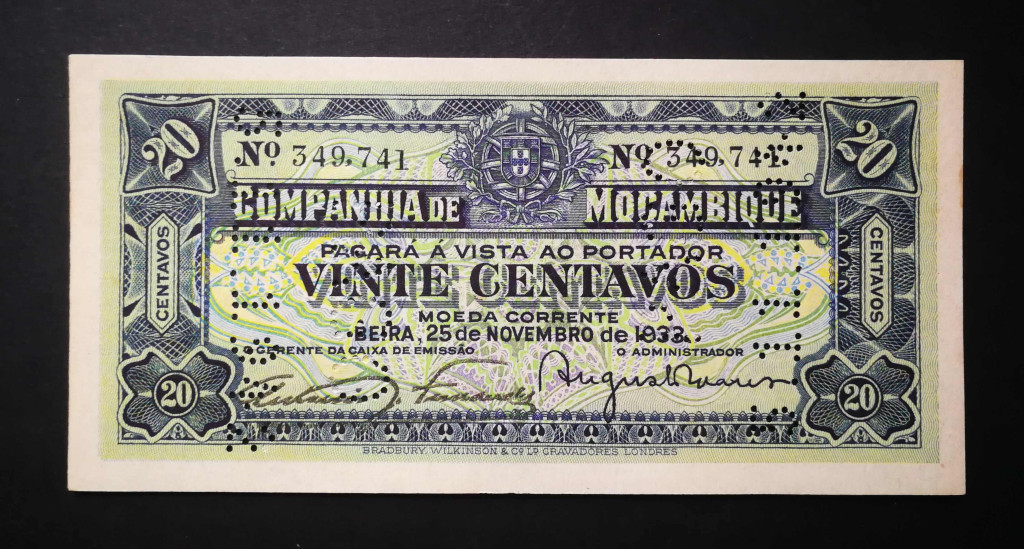 20 20
Nº 349,741 Nº 349,741
COMPANHIA DE MOÇAMBIQUE
PAGARÁ Á VISTA AO PORTADOR
VINTE CENTAVOS
MOEDA CORRENTE
BEIRA, 25 de NOVEMBRO de 1933.
O GERENTE DA CAIXA DE EMISSÃO O ADMINISTRADOR
CENTAVOS CENTAVOS
20 20
BRADBURY, WILKINSON & Cº Lº GRAVADORES LONDRES